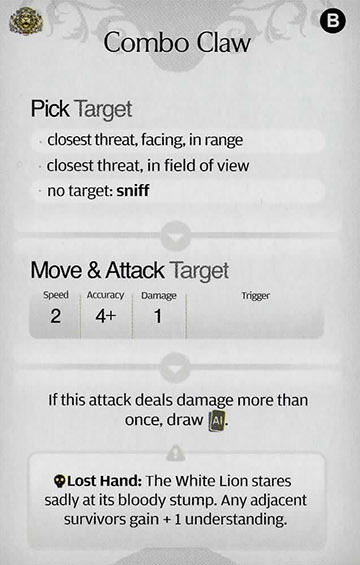 B
Combo Claw
Pick Target
· closest threat, facing, in range
· closest threat, in field of view
· no target: sniff
Move & Attack Target
Speed Accuracy Damage Trigger
2 4+ 1
If this attack deals damage more than
once, draw AI.
Lost Hand: The White Lion stares
sadly at its bloody stump. Any adjacent
survivors gain + 1 understanding.